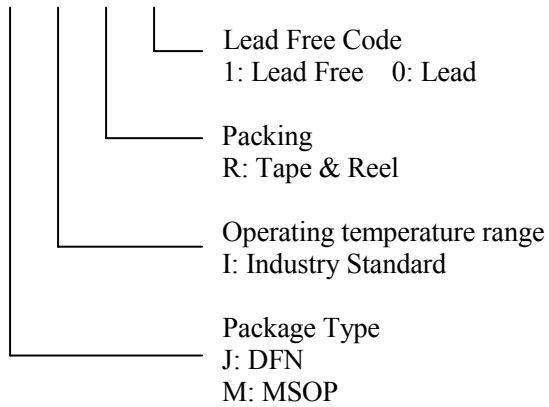 Lead Free Code
1: Lead Free 0: Lead
Packing
R: Tape & Reel
Operating temperature range
I: Industry Standard
Package Type
J: DFN
M: MSOP